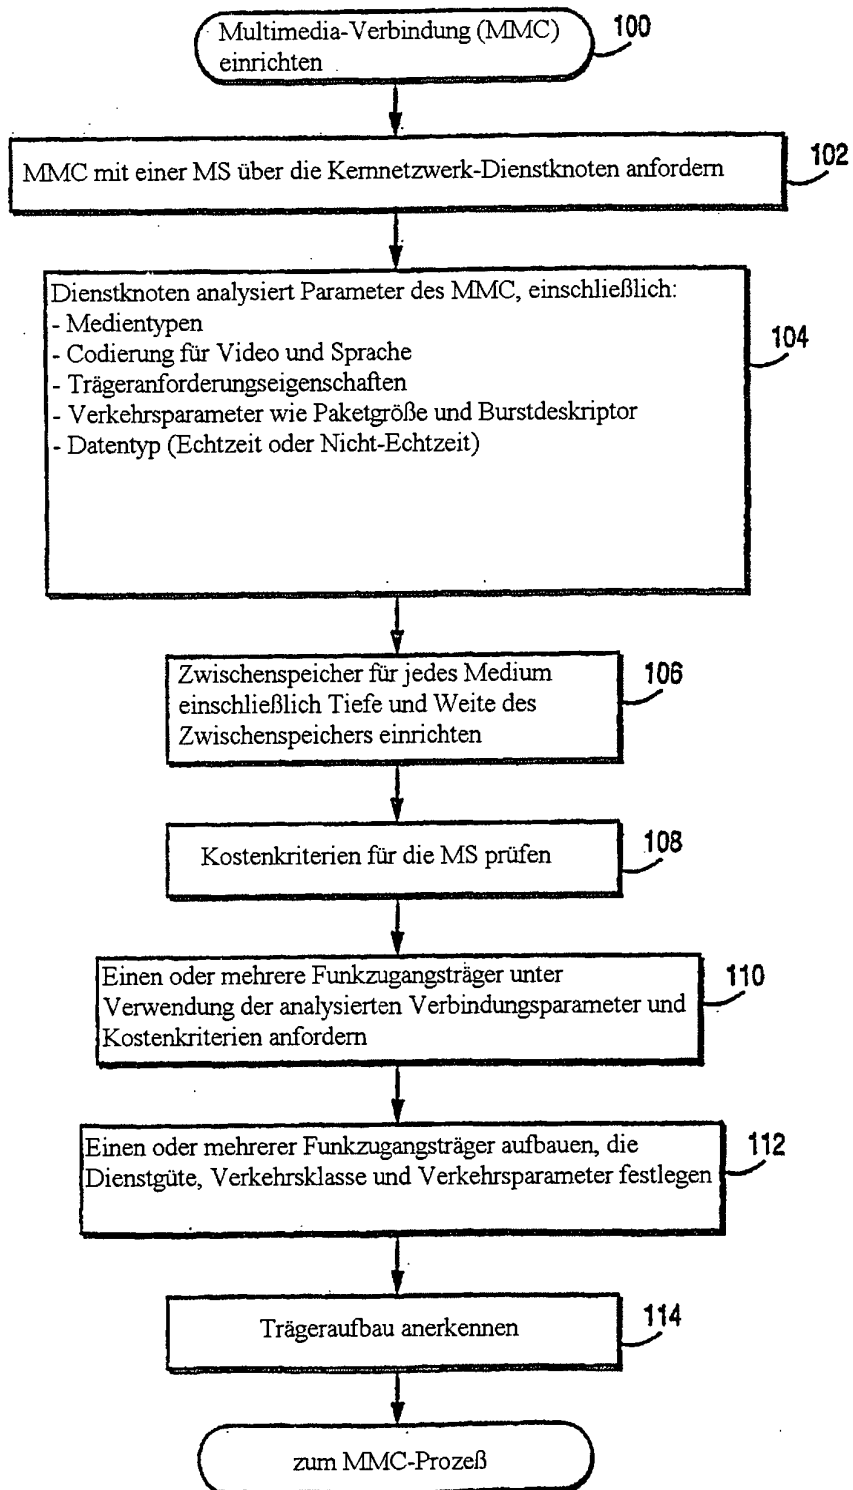 Multimedia-Verbindung (MMC)
einrichten
100
MMC mit einer MS über die Kernnetzwerk-Dienstknoten anfordern
102
Dienstknoten analysiert Parameter des MMC, einschließlich:
- Medientypen
- Codierung für Video und Sprache
- Trägeranforderungseigenschaften
- Verkehrsparameter wie Paketgröße und Burstdeskriptor
- Datentyp (Echtzeit oder Nicht-Echtzeit)
104
Zwischenspeicher für jedes Medium
einschließlich Tiefe und Weite des
Zwischenspeichers einrichten
106
Kostenkriterien für die MS prüfen
108
Einen oder mehrere Funkzugangsträger unter
Verwendung der analysierten Verbindungsparameter und
Kostenkriterien anfordern
110
Einen oder mehrerer Funkzugangsträger aufbauen, die
Dienstgüte, Verkehrsklasse und Verkehrsparameter festlegen
112
Trägeraufbau anerkennen
114
zum MMC-Prozeß